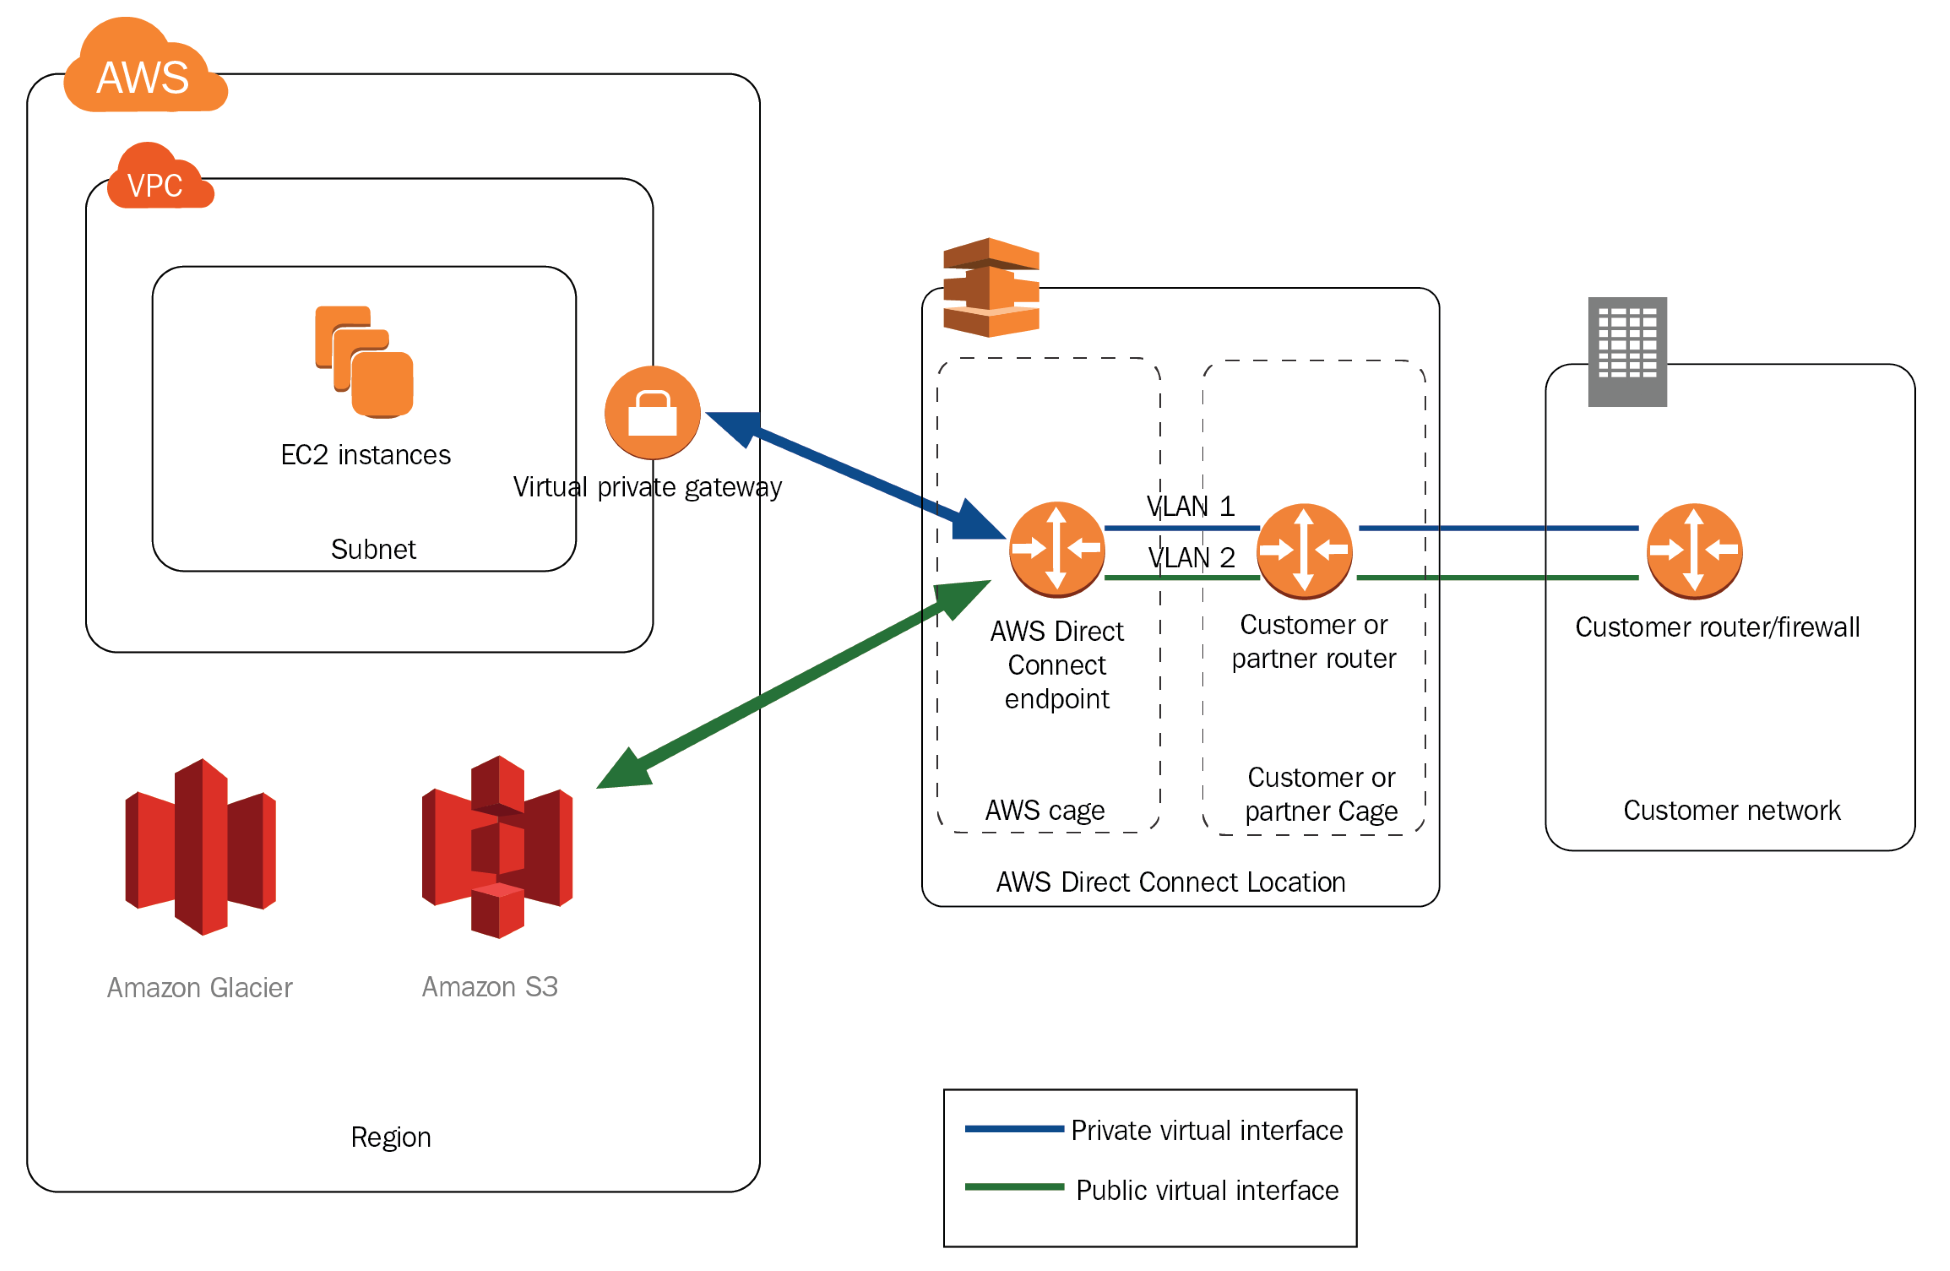 AWS
VPC
EC2 instances
Virtual private gateway
Subnet
Amazon Glacier
Amazon S3
Region
VLAN 1
VLAN 2
AWS Direct
Connect
endpoint
Customer or
partner router
AWS cage
Customer or
partner Cage
AWS Direct Connect Location
Customer router/firewall
Customer network
Private virtual interface
Public virtual interface